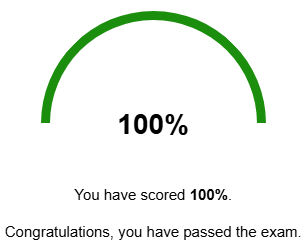 100%
You have scored 100%.
Congratulations, you have passed the exam.